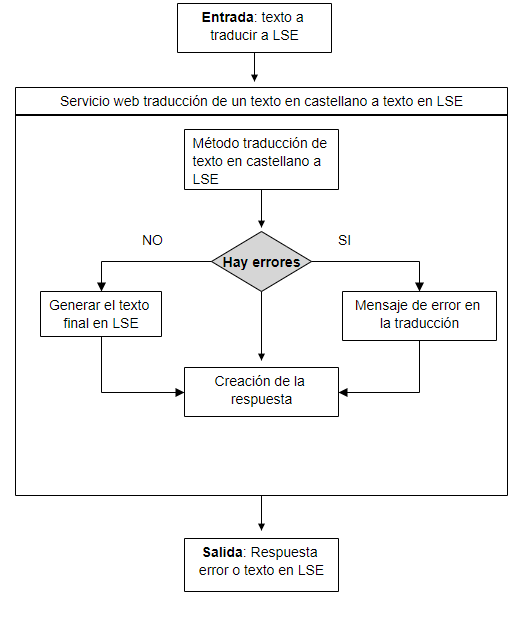 Entrada: texto a
traducir a LSE
Servicio web traducción de un texto en castellano a texto en LSE
Método traducción de
texto en castellano a
LSE
NO
SI
Hay errores
Generar el texto
final en LSE
Mensaje de error en
la traducción
Creación de la
respuesta
Salida: Respuesta
error o texto en LSE